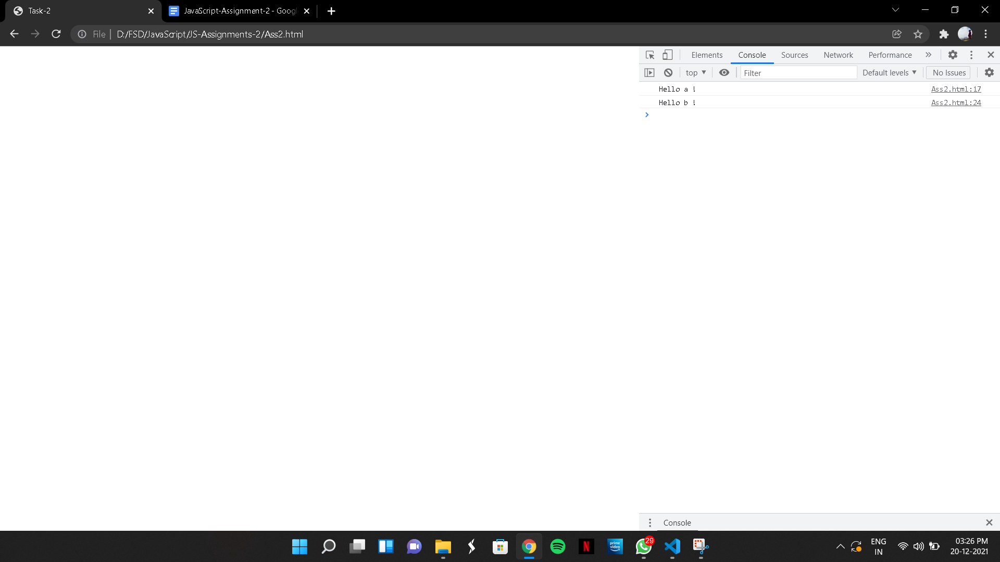 Task-2
JavaScript-Assignment-2 - Goog
File
D:/FSD/JavaScript/JS-Assignments-2/Ass2.html
Elements
Console
Sources
Network
Performance
top
Filter
Default levels
No Issues
Hello a !
Ass2.html:17
Hello b !
Ass2.html:24
Console
prime
video
29
ENG
IN
03:26 PM
20-12-2021